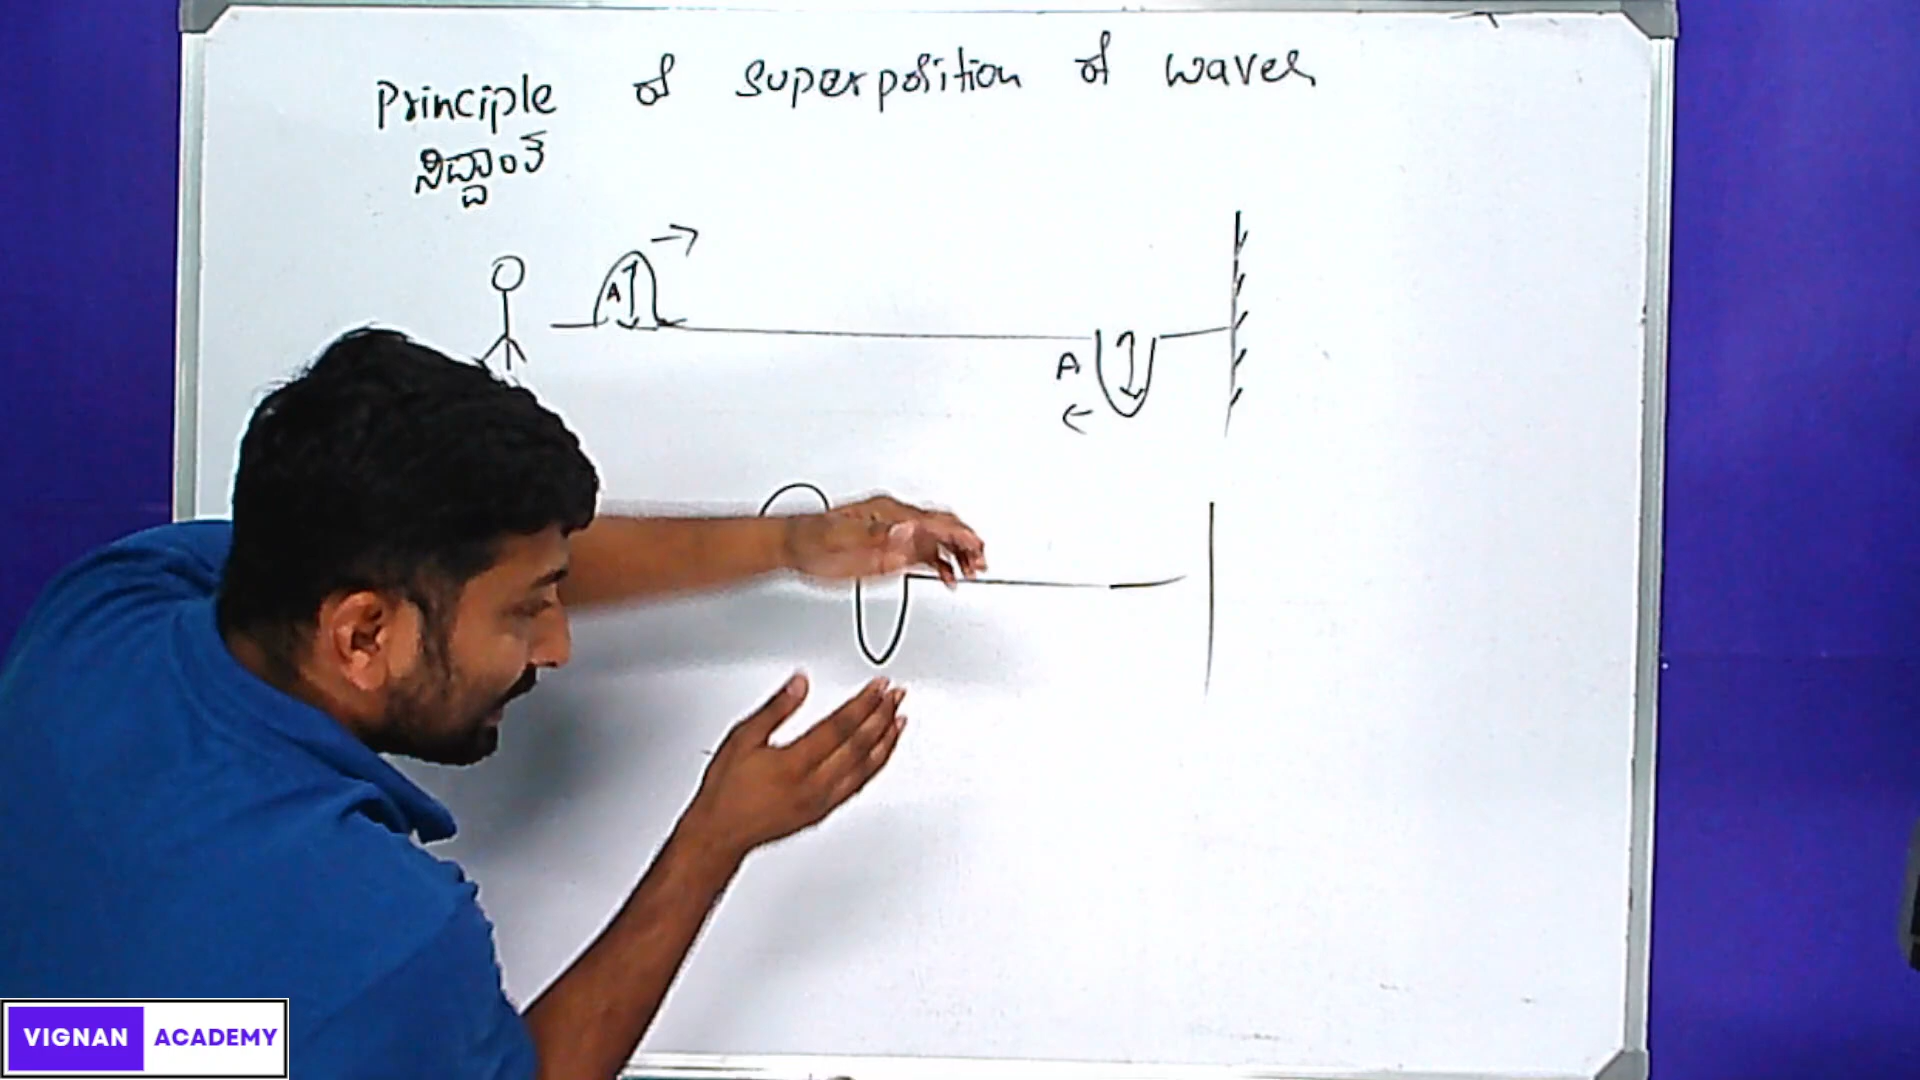 Principle of superposition of waves
ಸಿದ್ದಾಂತ
A
A
VIGNAN ACADEMY